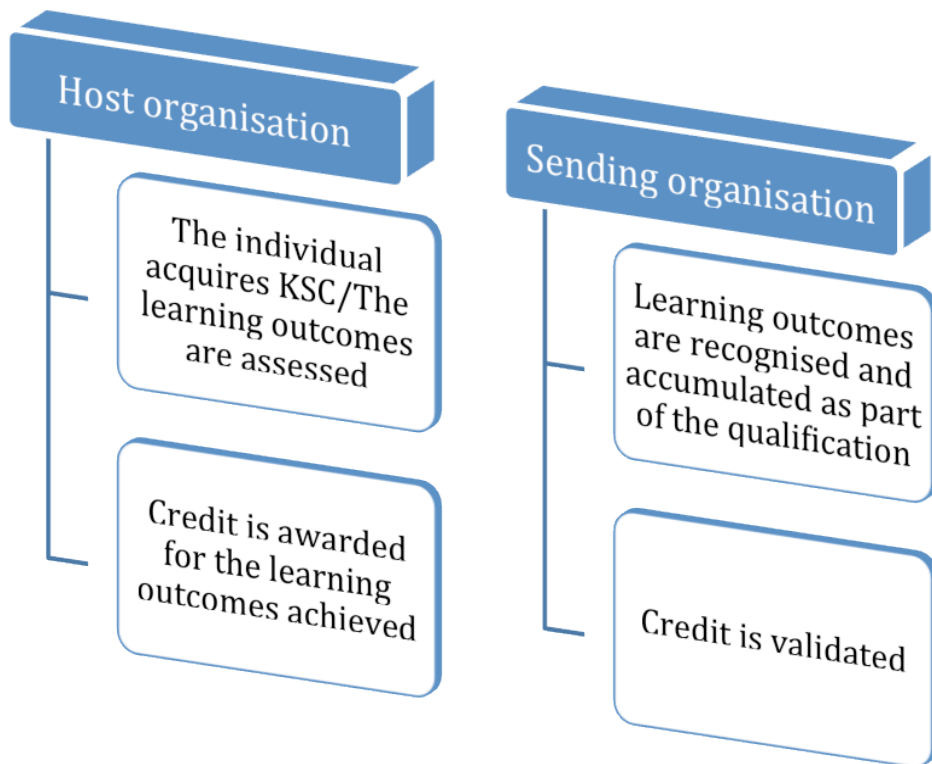 Host organisation
The individual
acquires KSC/The
learning outcomes
are assessed
Credit is awarded
for the learning
outcomes achieved
Sending organisation
Learning outcomes
are recognised and
accumulated as part
of the qualification
Credit is validated